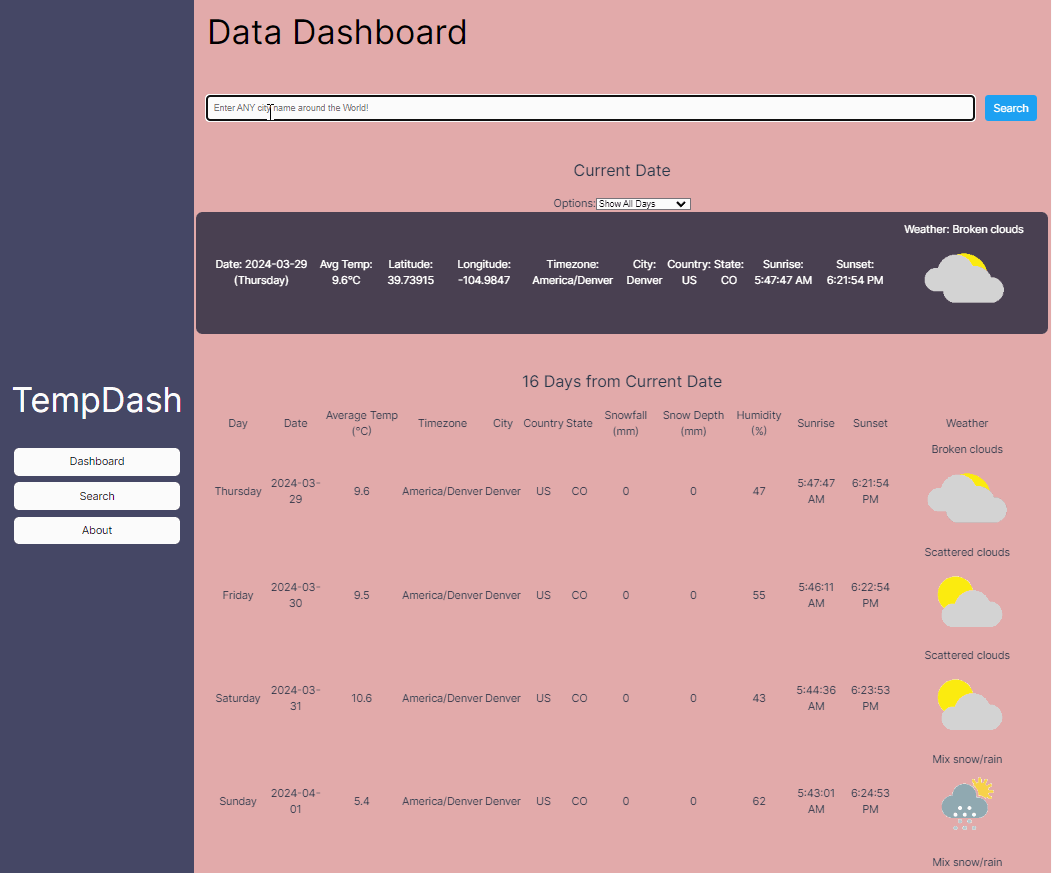 Data Dashboard
Enter ANY city name around the World!
Search
Current Date
Options: Show All Days
Weather: Broken clouds
Date: 2024-03-29 Avg Temp: Latitude: Longitude: Timezone: City: Country: State: Sunrise: Sunset:
(Thursday) 9.6°C 39.73915 -104.9847 America/Denver Denver US CO 5:47:47 AM 6:21:54 PM
TempDash
Dashboard
Search
About
16 Days from Current Date
Average Temp Snowfall Snow Depth Humidity
Day Date Timezone City Country State Sunrise Sunset Weather
(°C) (mm) (mm) (%)
Broken clouds
2024-03- 5:47:47 6:21:54
Thursday 9.6 America/Denver Denver US CO 0 0 47
29 AM PM
Scattered clouds
2024-03- 5:46:11 6:22:54
Friday 9.5 America/Denver Denver US CO 0 0 55
30 AM PM
Scattered clouds
2024-03- 5:44:36 6:23:53
Saturday 10.6 America/Denver Denver US CO 0 0 43
31 AM PM
Mix snow/rain
2024-04- 5:43:01 6:24:53
Sunday 5.4 America/Denver Denver US CO 0 0 62
01 AM PM
Mix snow/rain